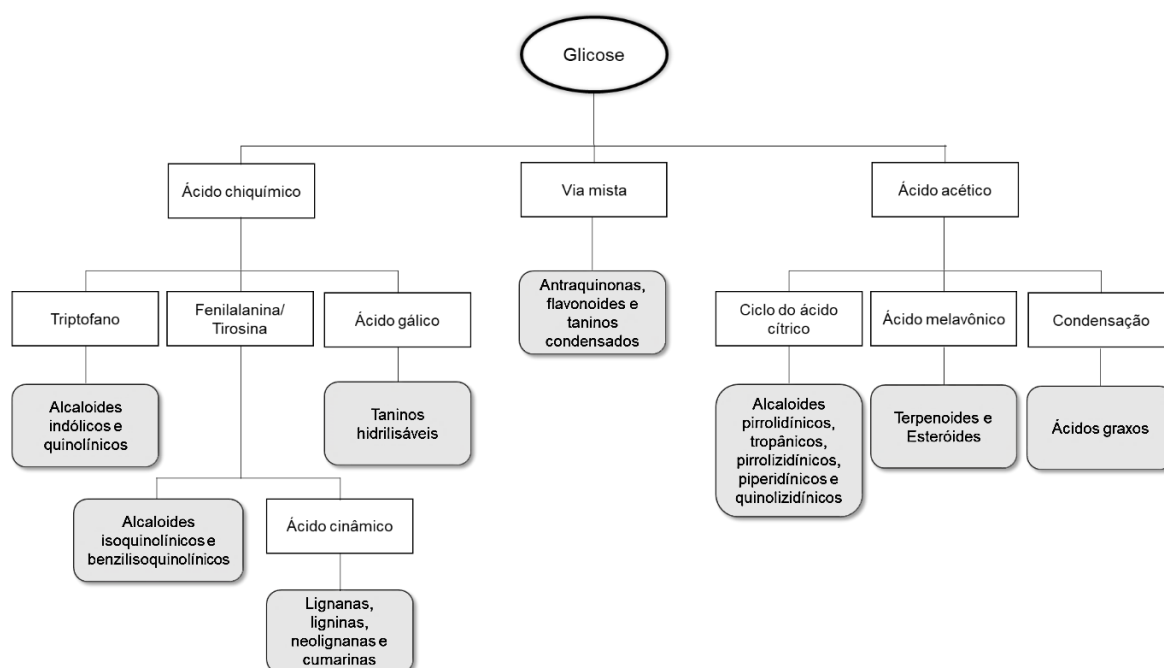 Glicose
Ácido chiquímico
Via mista
Ácido acético
Triptofano
Fenilalanina/
Tirosina
Ácido gálico
Antraquinonas,
flavonoides e
taninos
condensados
Ciclo do ácido
cítrico
Ácido melavônico
Condensação
Alcaloides
indólicos e
quinolínicos
Taninos
hidrilisáveis
Alcaloides
pirrolidínicos,
tropânicos,
pirrolizidínicos,
piperidínicos e
quinolizidínicos
Terpenoides e
Esteróides
Ácidos graxos
Alcaloides
isoquinolínicos e
benzilisoquinolínicos
Ácido cinâmico
Lignanas,
ligninas,
neolignanas e
cumarinas